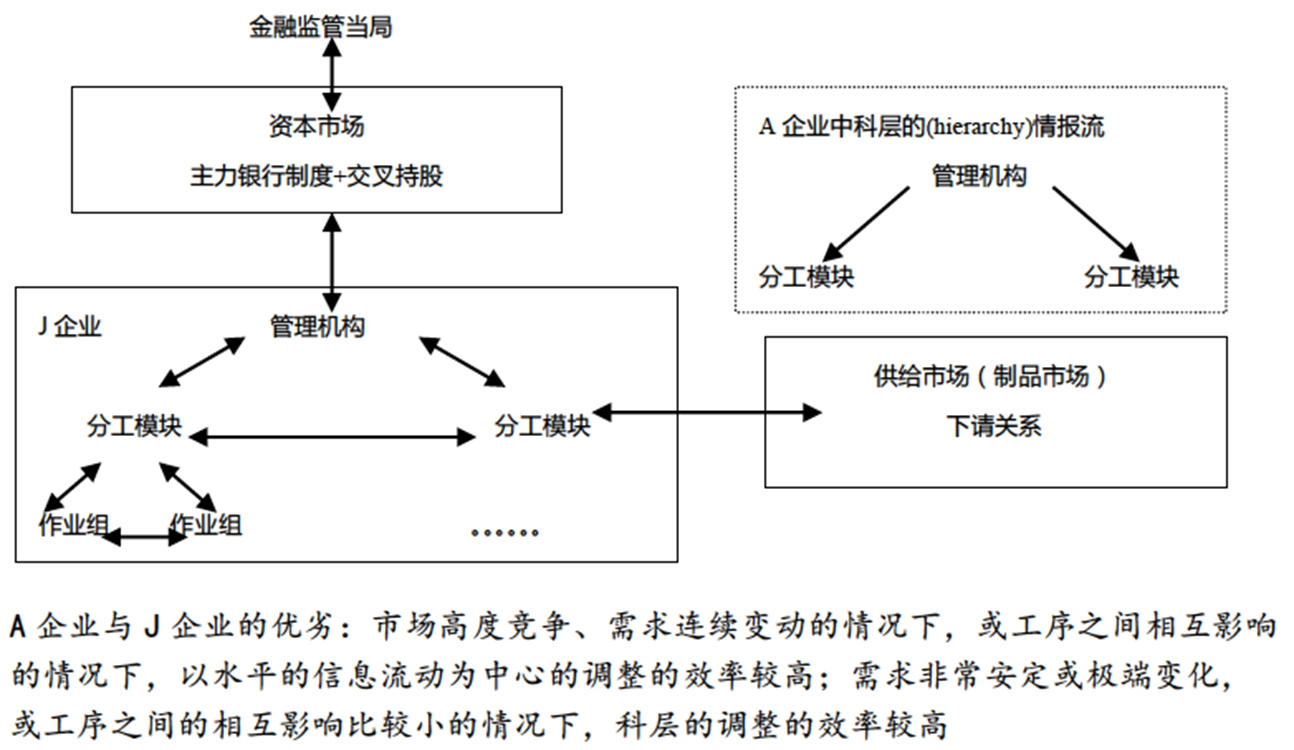 金融监管当局
资本市场
主力银行制度+交叉持股
A 企业中科层的(hierarchy)情报流
管理机构
分工模块
分工模块
J 企业
管理机构
分工模块
分工模块
作业组
作业组
。。。。。。
供给市场（制品市场）
下请关系
A 企业与 J 企业的优劣：市场高度竞争、需求连续变动的情况下，或工序之间相互影响
的情况下，以水平的信息流动为中心的调整的效率较高；需求非常安定或极端变化，
或工序之间的相互影响比较小的情况下，科层的调整的效率较高